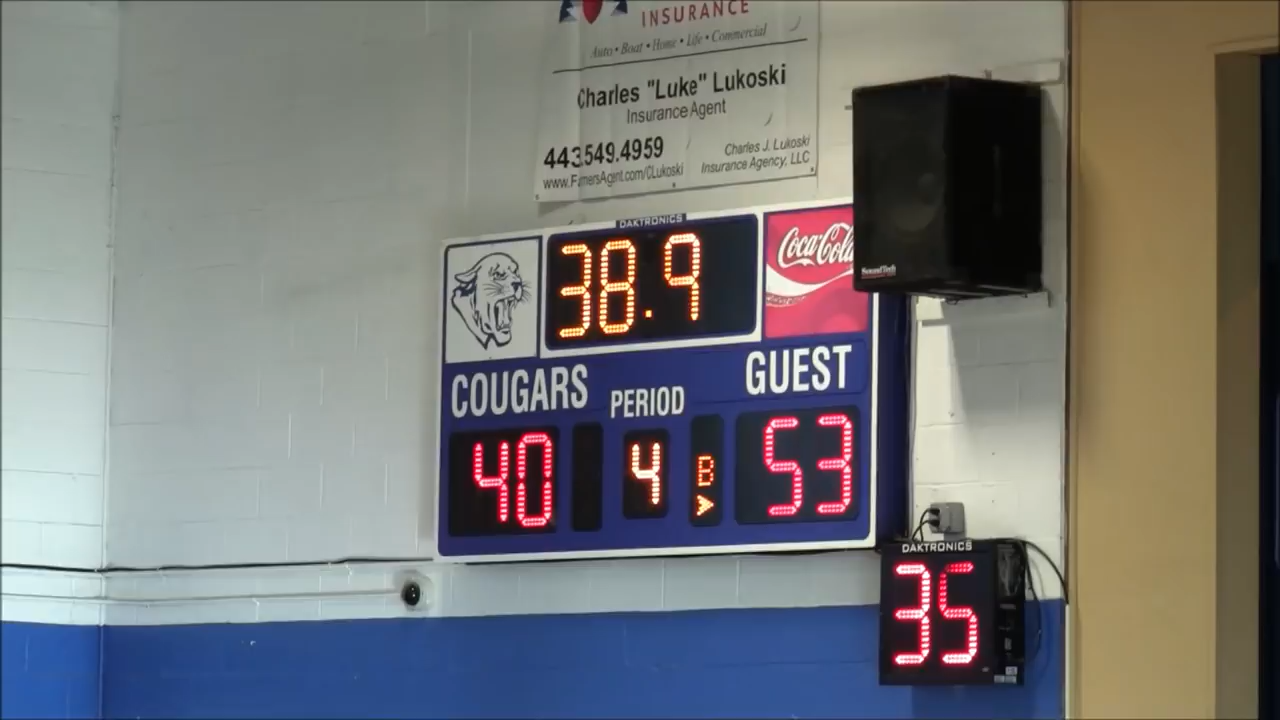 INSURANCE
Auto • Boat • Home • Life • Commercial
Charles "Luke" Lukoski
Insurance Agent
443.549.4959
www.FarmersAgent.com/CLukoski
Charles J. Lukoski
Insurance Agency, LLC
DAKTRONICS
38.9
Coca-Cola
COUGARS
PERIOD
GUEST
40
4
B
53
SoundTech
DAKTRONICS
35